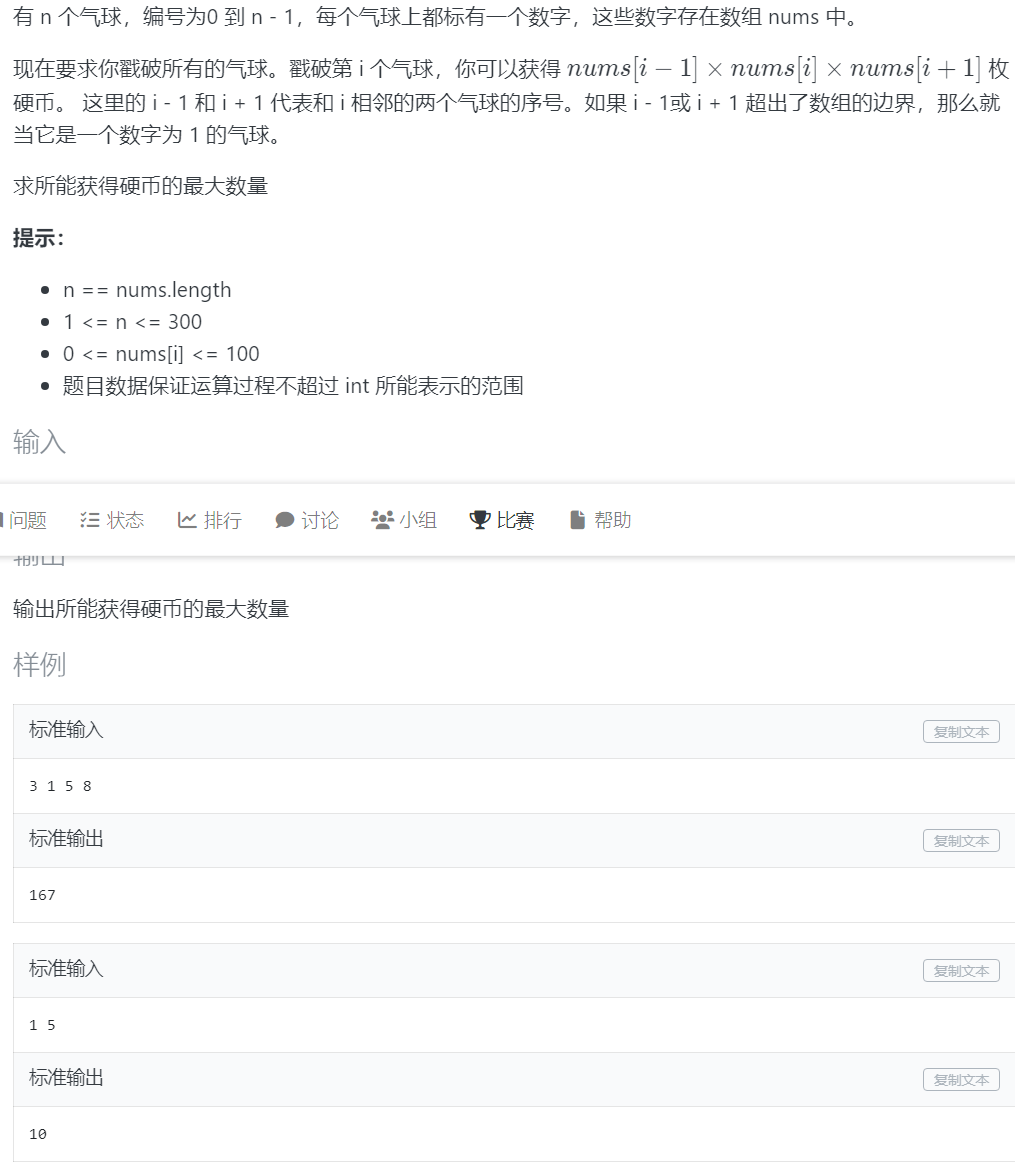 有 n 个气球，编号为0 到 n - 1，每个气球上都标有一个数字，这些数字存在数组 nums 中。
现在要求你戳破所有的气球。戳破第 i 个气球，你可以获得 nums[i − 1] × nums[i] × nums[i + 1] 枚
硬币。 这里的 i - 1 和 i + 1 代表和 i 相邻的两个气球的序号。如果 i - 1或 i + 1 超出了数组的边界，那么就
当它是一个数字为 1 的气球。
求所能获得硬币的最大数量
提示：
n == nums.length
1 <= n <= 300
0 <= nums[i] <= 100
题目数据保证运算过程不超过 int 所能表示的范围
输入
问题 状态 排行 讨论 小组 比赛 帮助
输出
输出所能获得硬币的最大数量
样例
标准输入 复制文本
3 1 5 8
标准输出 复制文本
167
标准输入 复制文本
1 5
标准输出 复制文本
10